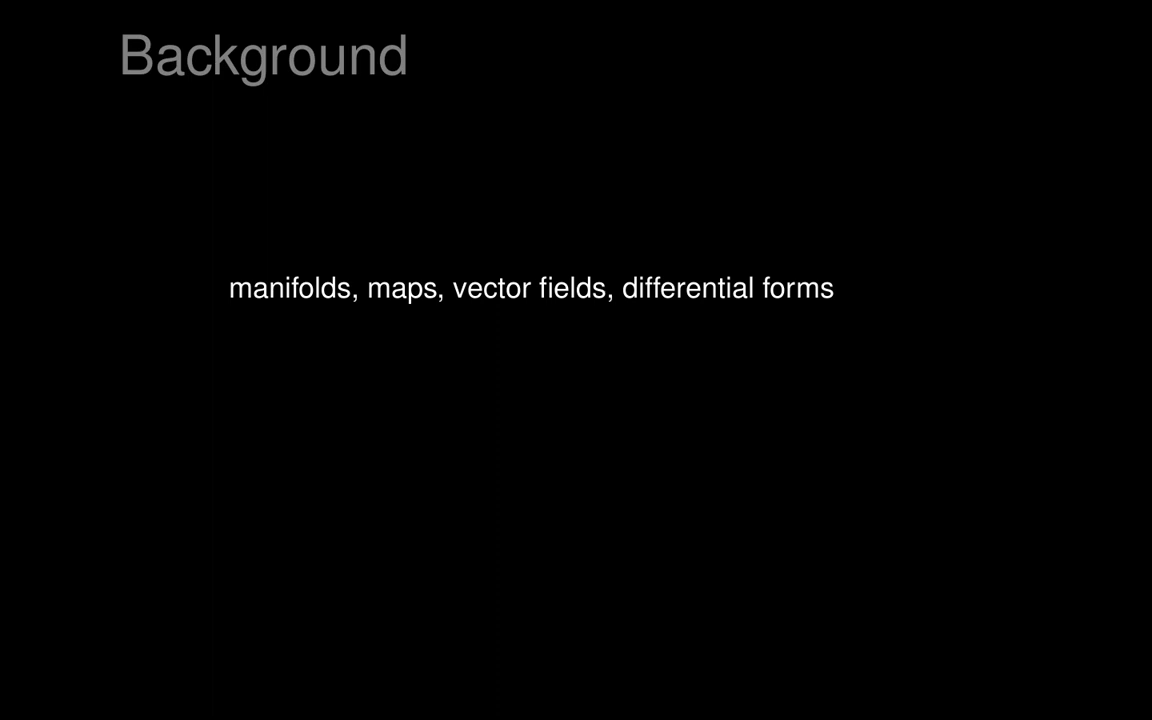 Background
manifolds, maps, vector fields, differential forms